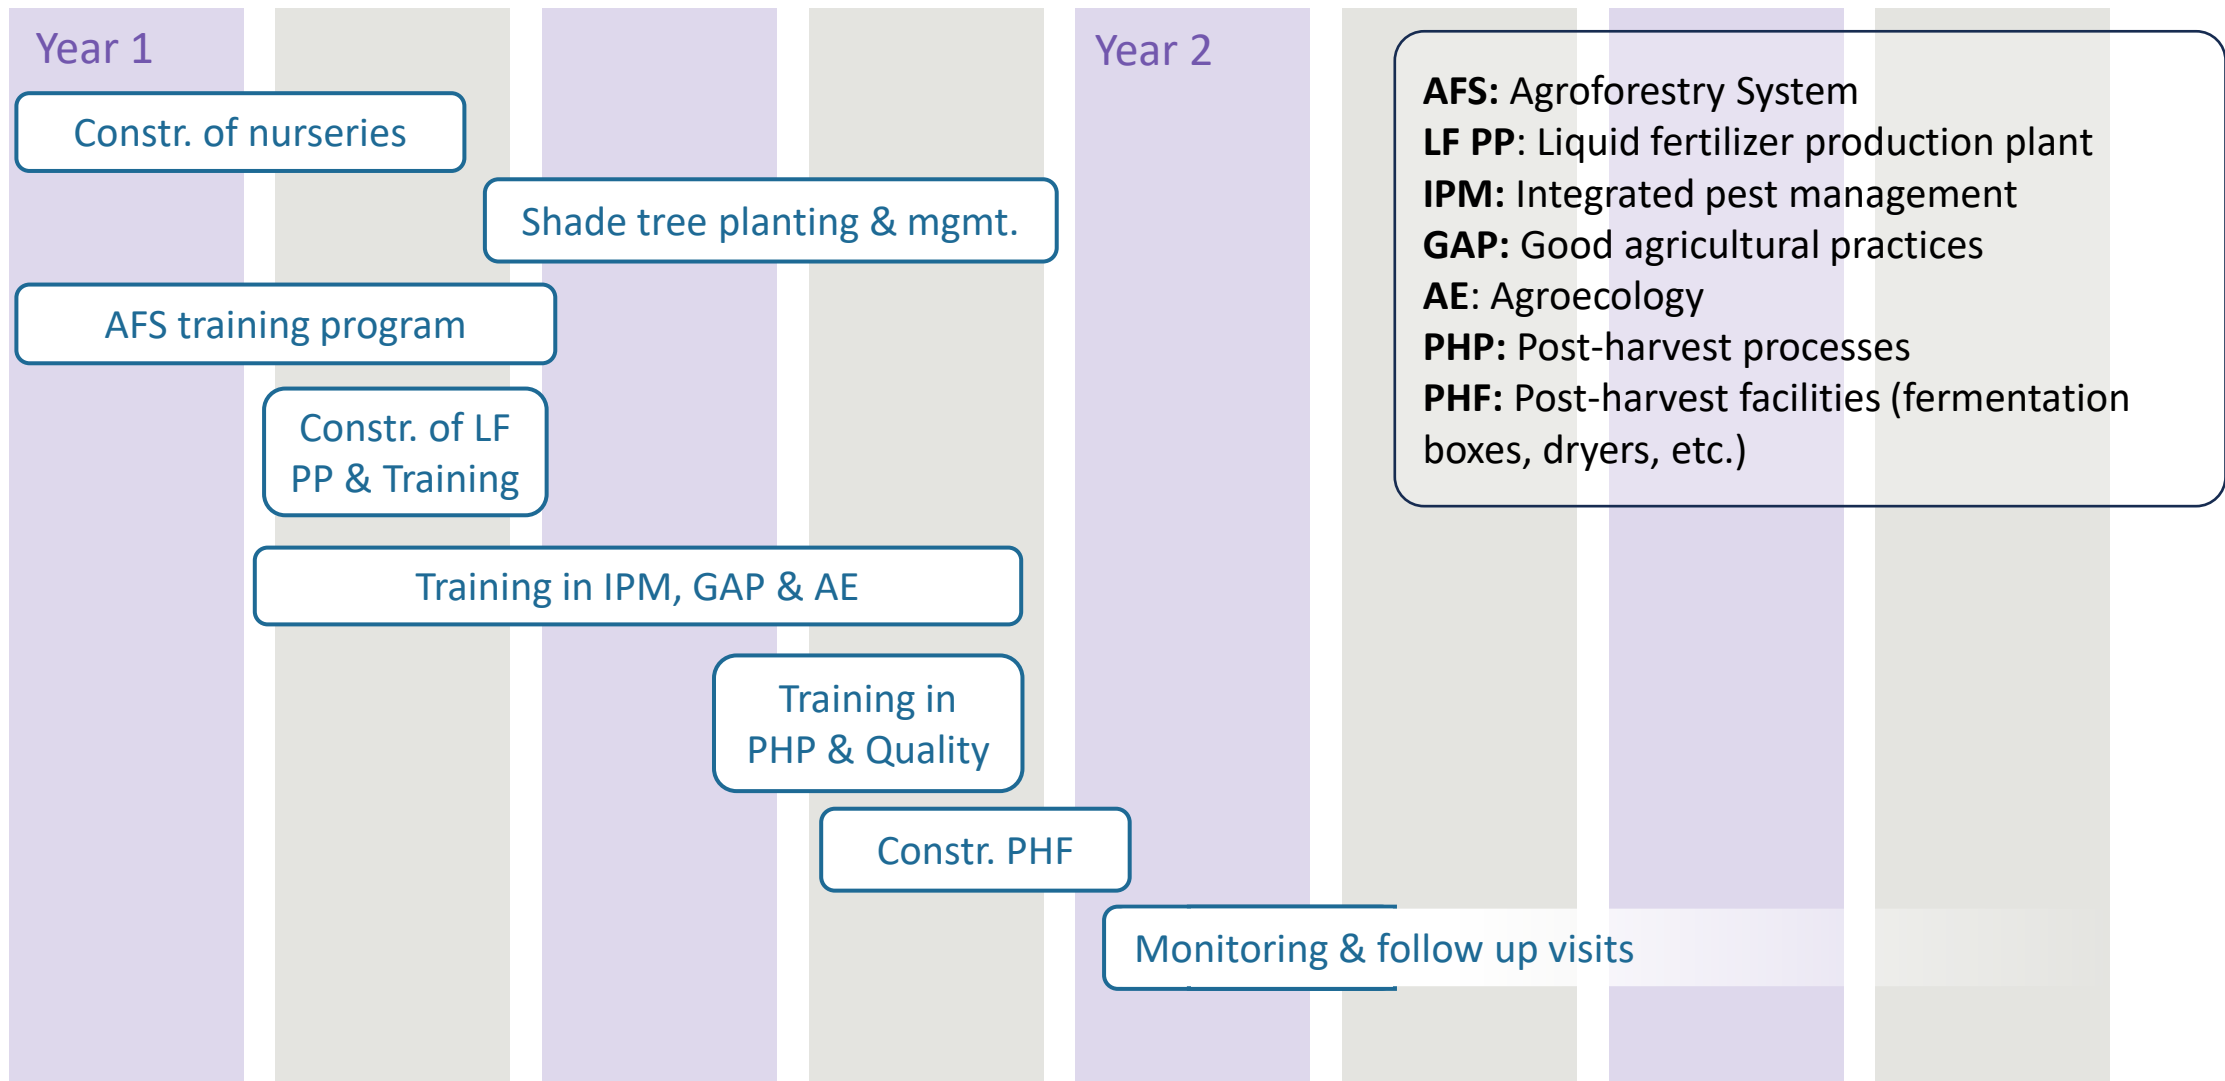 Year 1
Year 2
Constr. of nurseries
Shade tree planting & mgmt.
AFS training program
Constr. of LF
PP & Training
Training in IPM, GAP & AE
Training in
PHP & Quality
Constr. PHF
Monitoring & follow up visits
AFS: Agroforestry System
LF PP: Liquid fertilizer production plant
IPM: Integrated pest management
GAP: Good agricultural practices
AE: Agroecology
PHP: Post-harvest processes
PHF: Post-harvest facilities (fermentation
boxes, dryers, etc.)